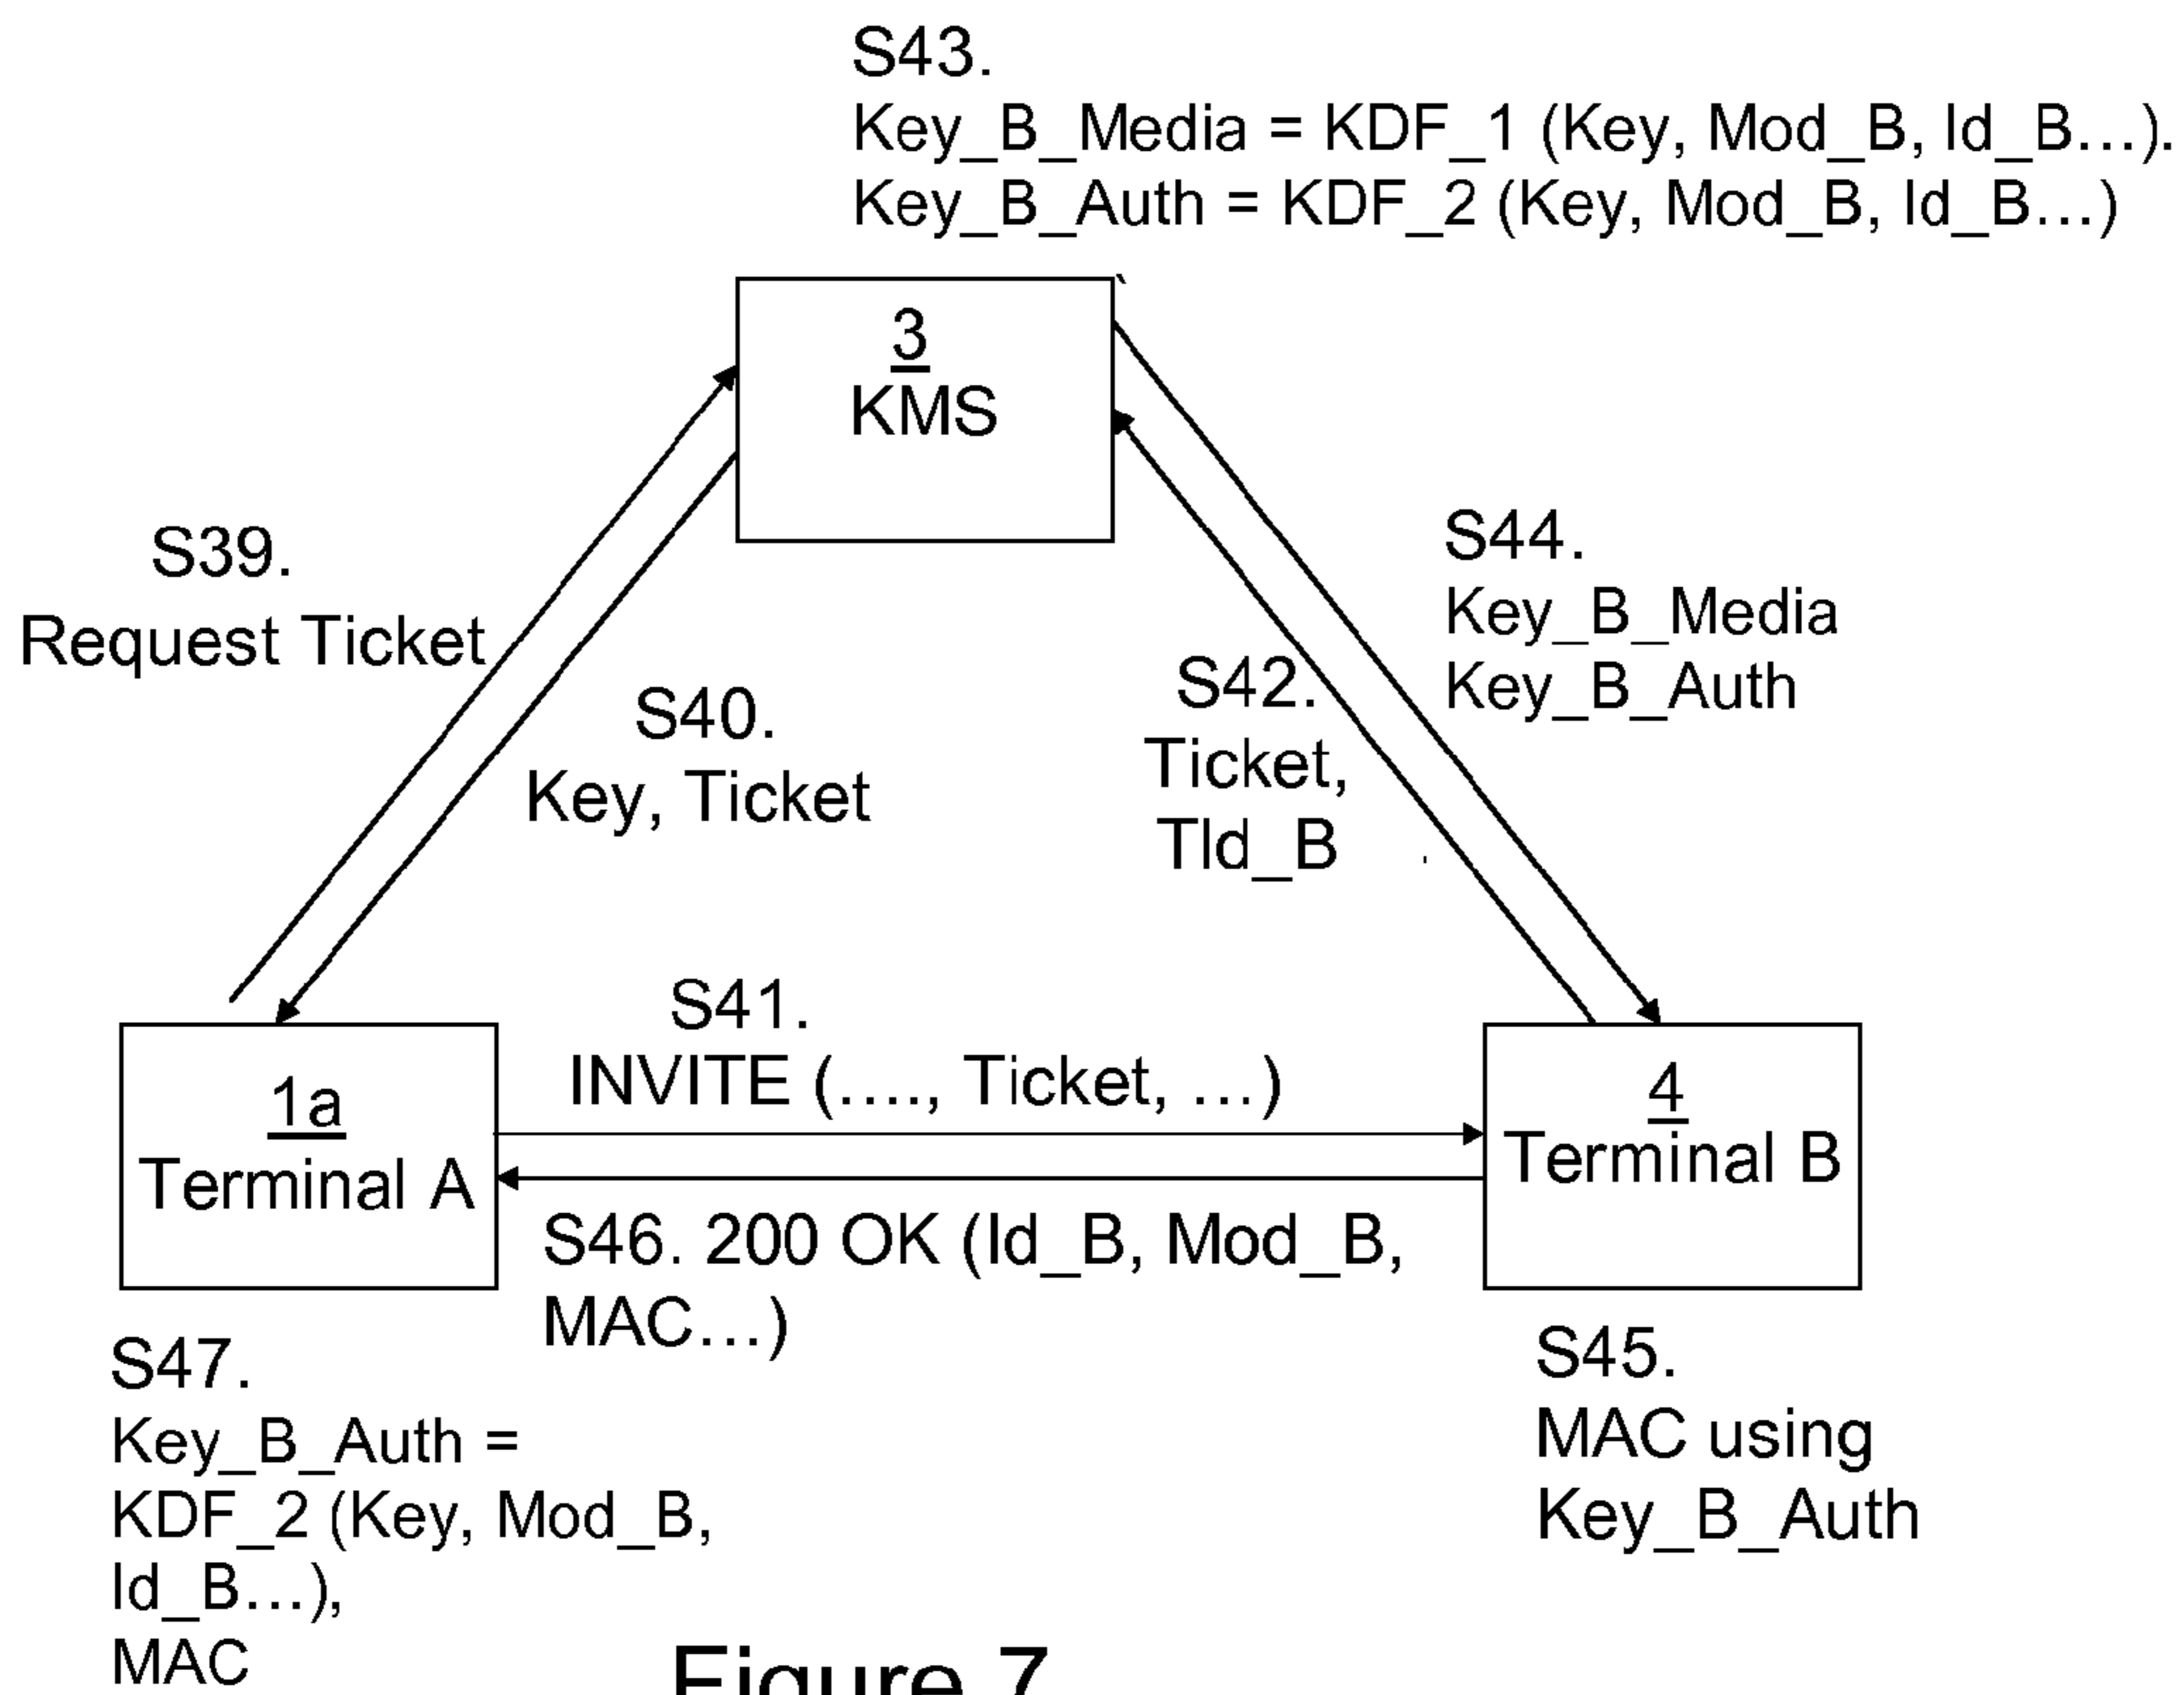 S43.
Key_B_Media = KDF_1 (Key, Mod_B, Id_B...).
Key_B_Auth = KDF_2 (Key, Mod_B, Id_B...)
3
KMS
S39.
Request Ticket
S40.
Key, Ticket
S44.
Key_B_Media
Key_B_Auth
S42.
Ticket,
TId_B
S41.
INVITE (...., Ticket, ...)
1a
Terminal A
4
Terminal B
S46. 200 OK (Id_B, Mod_B,
MAC...)
S47.
Key_B_Auth =
KDF_2 (Key, Mod_B,
Id_B...),
MAC
S45.
MAC using
Key_B_Auth
Figure 7